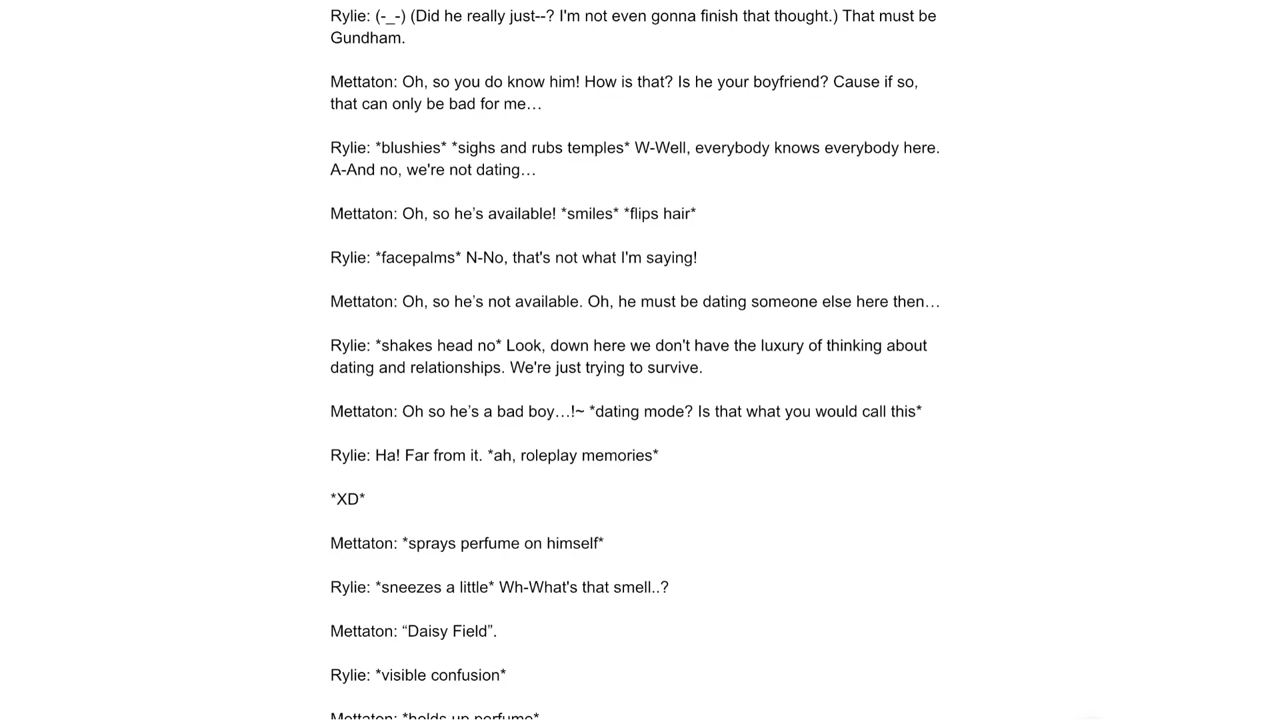 Rylie: (-_-) (Did he really just--? I'm not even gonna finish that thought.) That must be
Gundham.
Mettaton: Oh, so you do know him! How is that? Is he your boyfriend? Cause if so,
that can only be bad for me…
Rylie: *blushies* *sighs and rubs temples* W-Well, everybody knows everybody here.
A-And no, we're not dating…
Mettaton: Oh, so he’s available! *smiles* *flips hair*
Rylie: *facepalms* N-No, that's not what I'm saying!
Mettaton: Oh, so he’s not available. Oh, he must be dating someone else here then…
Rylie: *shakes head no* Look, down here we don't have the luxury of thinking about
dating and relationships. We're just trying to survive.
Mettaton: Oh so he’s a bad boy…!~ *dating mode? Is that what you would call this*
Rylie: Ha! Far from it. *ah, roleplay memories*
*XD*
Mettaton: *sprays perfume on himself*
Rylie: *sneezes a little* Wh-What's that smell..?
Mettaton: “Daisy Field”.
Rylie: *visible confusion*
Mettaton: *holds up perfume*